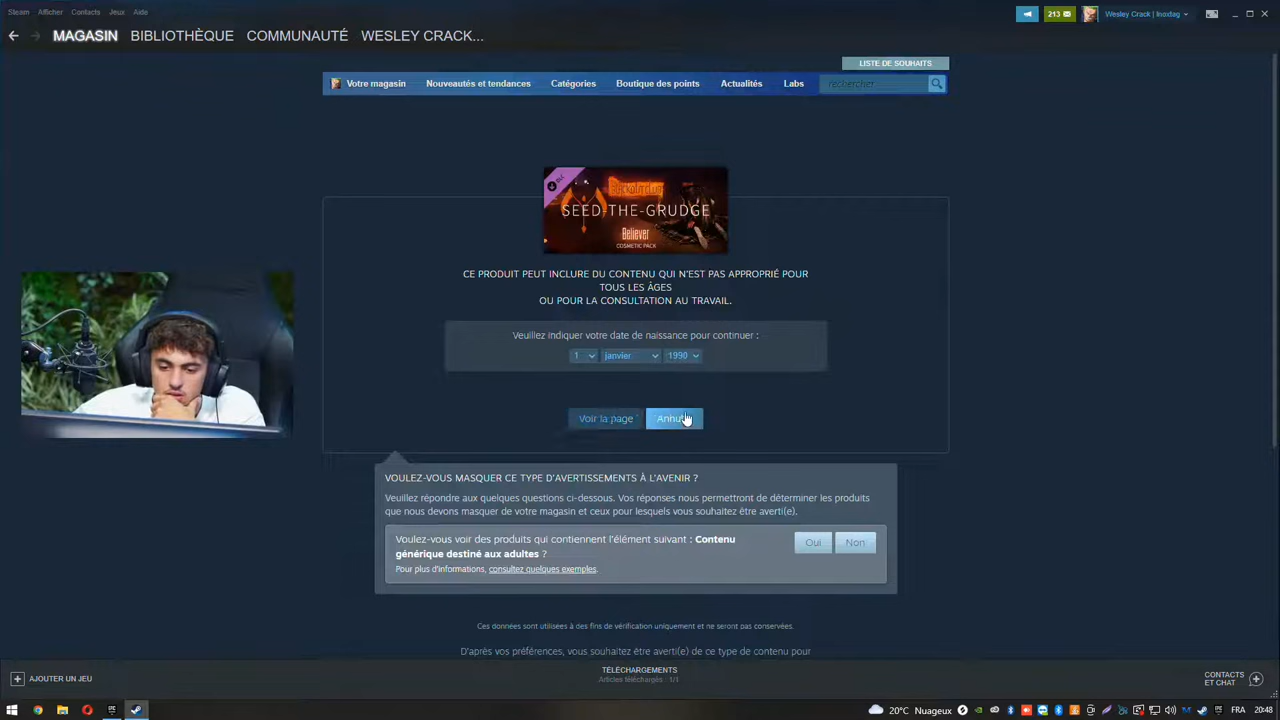 Steam Afficher Contacts Jeux Aide
213
Wesley Crack | Inoxdag
MAGASIN BIBLIOTHÈQUE COMMUNAUTÉ WESLEY CRACK...
LISTE DE SOUHAITS
Votre magasin Nouveautés et tendances Catégories Boutique des points Actualités Labs rechercher
SEED-THE-GRUDGE
Believer
COSMETIC PACK
CE PRODUIT PEUT INCLURE DU CONTENU QUI N'EST PAS APPROPRIÉ POUR
TOUS LES ÂGES
OU POUR LA CONSULTATION AU TRAVAIL.
Veuillez indiquer votre date de naissance pour continuer :
1 janvier 1990
Voir la page
VOULEZ-VOUS MASQUER CE TYPE D'AVERTISSEMENTS À L'AVENIR ?
Veuillez répondre aux quelques questions ci-dessous. Vos réponses nous permettront de déterminer les produits
que nous devons masquer de votre magasin et ceux pour lesquels vous souhaitez être averti(e).
Voulez-vous voir des produits qui contiennent l'élément suivant : Contenu
générique destiné aux adultes ?
Oui Non
Pour plus d'informations, consultez quelques exemples.
Ces données sont utilisées à des fins de vérification uniquement et ne seront pas conservées.
D'après vos préférences, vous souhaitez être averti(e) de ce type de contenu pour
AJOUTER UN JEU
TÉLÉCHARGEMENTS
Articles téléchargés : 1/1
CONTACTS
ET CHAT
20°C Nuageux
FRA 20:48